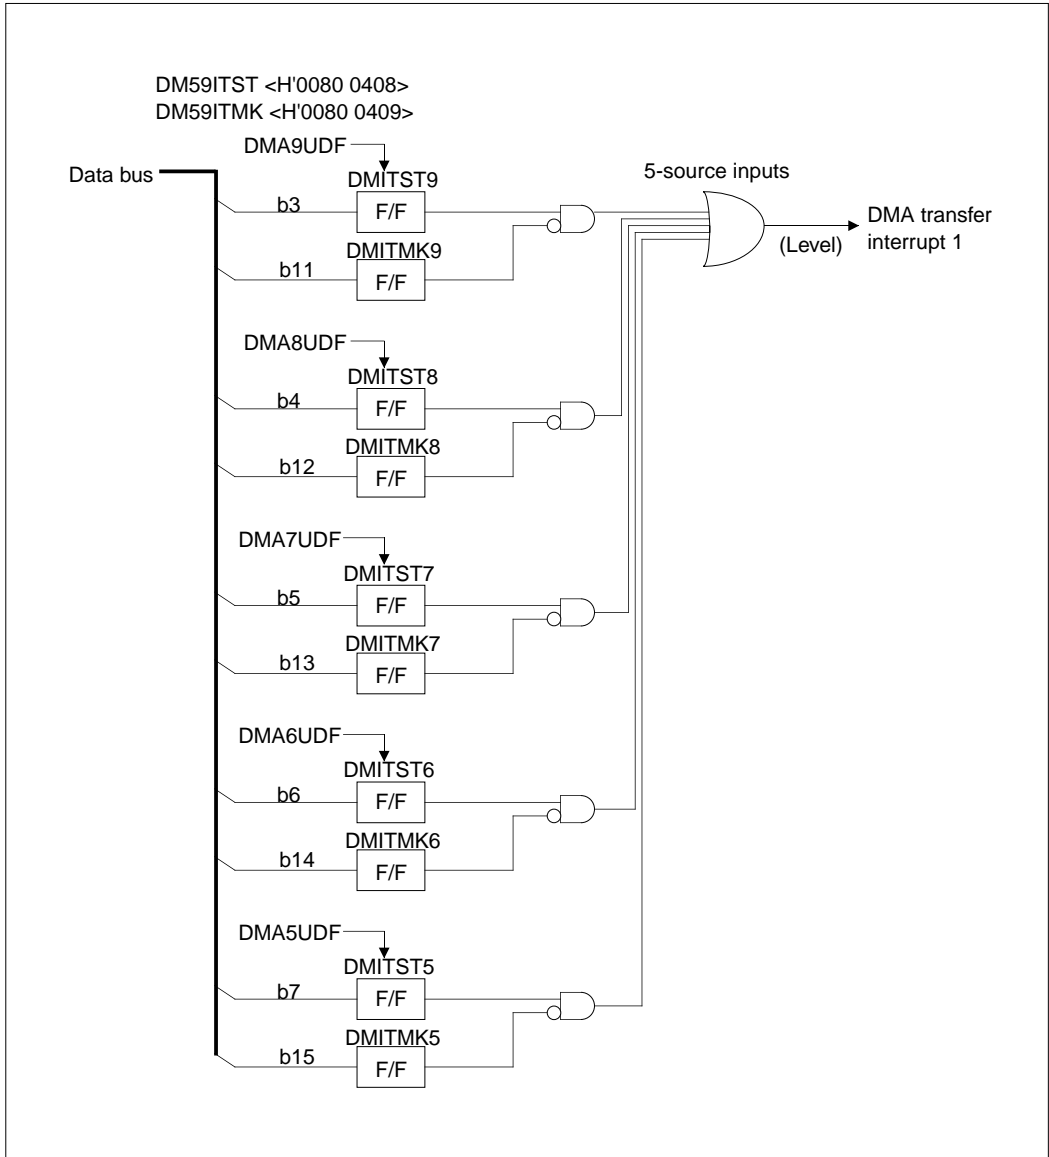 DM59ITST <H'0080 0408>
DM59ITMK <H'0080 0409>
DMA9UDF
Data bus
DMITST9
5-source inputs
b3
F/F
DMA transfer
interrupt 1
(Level)
DMITMK9
b11
F/F
DMA8UDF
DMITST8
b4
F/F
DMITMK8
b12
F/F
DMA7UDF
DMITST7
b5
F/F
DMITMK7
b13
F/F
DMA6UDF
DMITST6
b6
F/F
DMITMK6
b14
F/F
DMA5UDF
DMITST5
b7
F/F
DMITMK5
b15
F/F